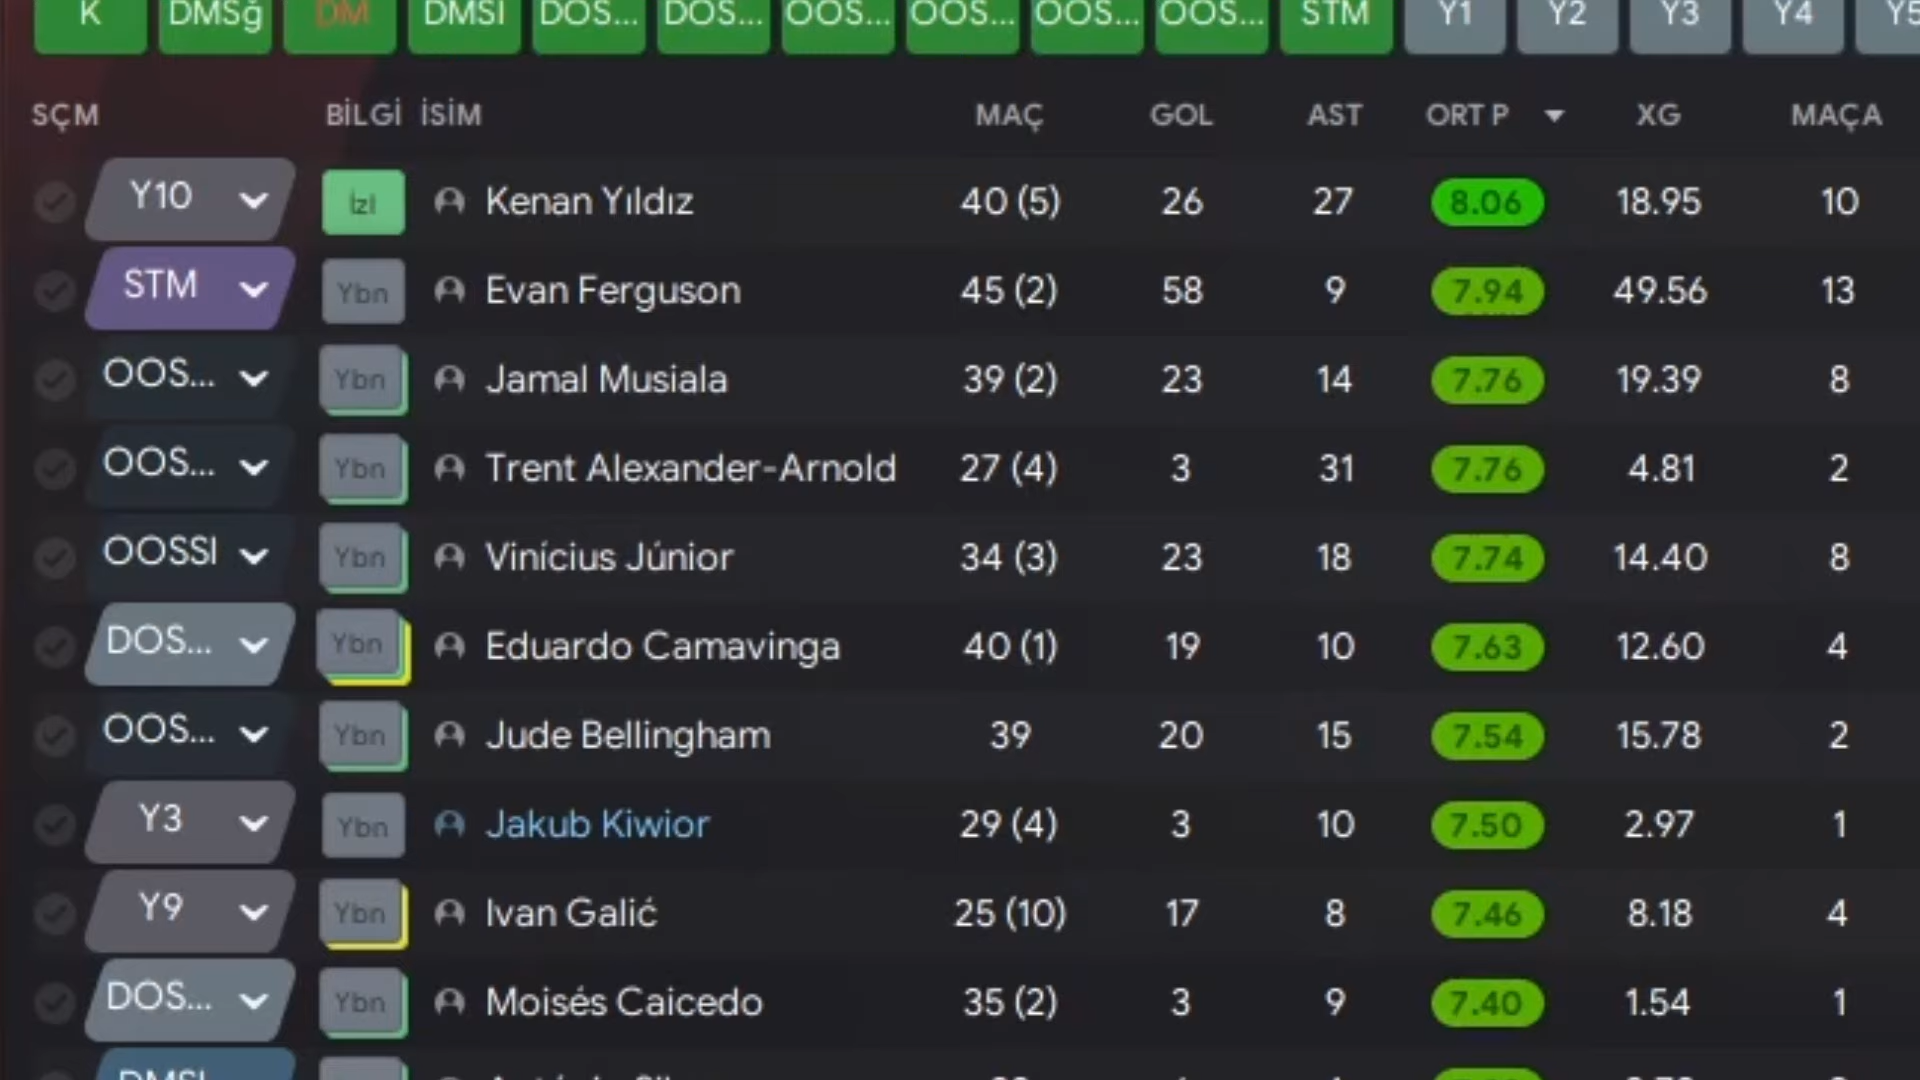 K DMSğ DM DMSl DOS... DOS... OOS... OOS... OOS... OOS... STM Y1 Y2 Y3 Y4 Y5
SÇM BİLGİ İSİM MAÇ GOL AST ORT P XG MAÇA
Y10 İzl Kenan Yıldız 40 (5) 26 27 8.06 18.95 10
STM Ybn Evan Ferguson 45 (2) 58 9 7.94 49.56 13
OOS... Ybn Jamal Musiala 39 (2) 23 14 7.76 19.39 8
OOS... Ybn Trent Alexander-Arnold 27 (4) 3 31 7.76 4.81 2
OOSSl Ybn Vinícius Júnior 34 (3) 23 18 7.74 14.40 8
DOS... Ybn Eduardo Camavinga 40 (1) 19 10 7.63 12.60 4
OOS... Ybn Jude Bellingham 39 20 15 7.54 15.78 2
Y3 Ybn Jakub Kiwior 29 (4) 3 10 7.50 2.97 1
Y9 Ybn Ivan Galić 25 (10) 17 8 7.46 8.18 4
DOS... Ybn Moisés Caicedo 35 (2) 3 9 7.40 1.54 1
DMSl